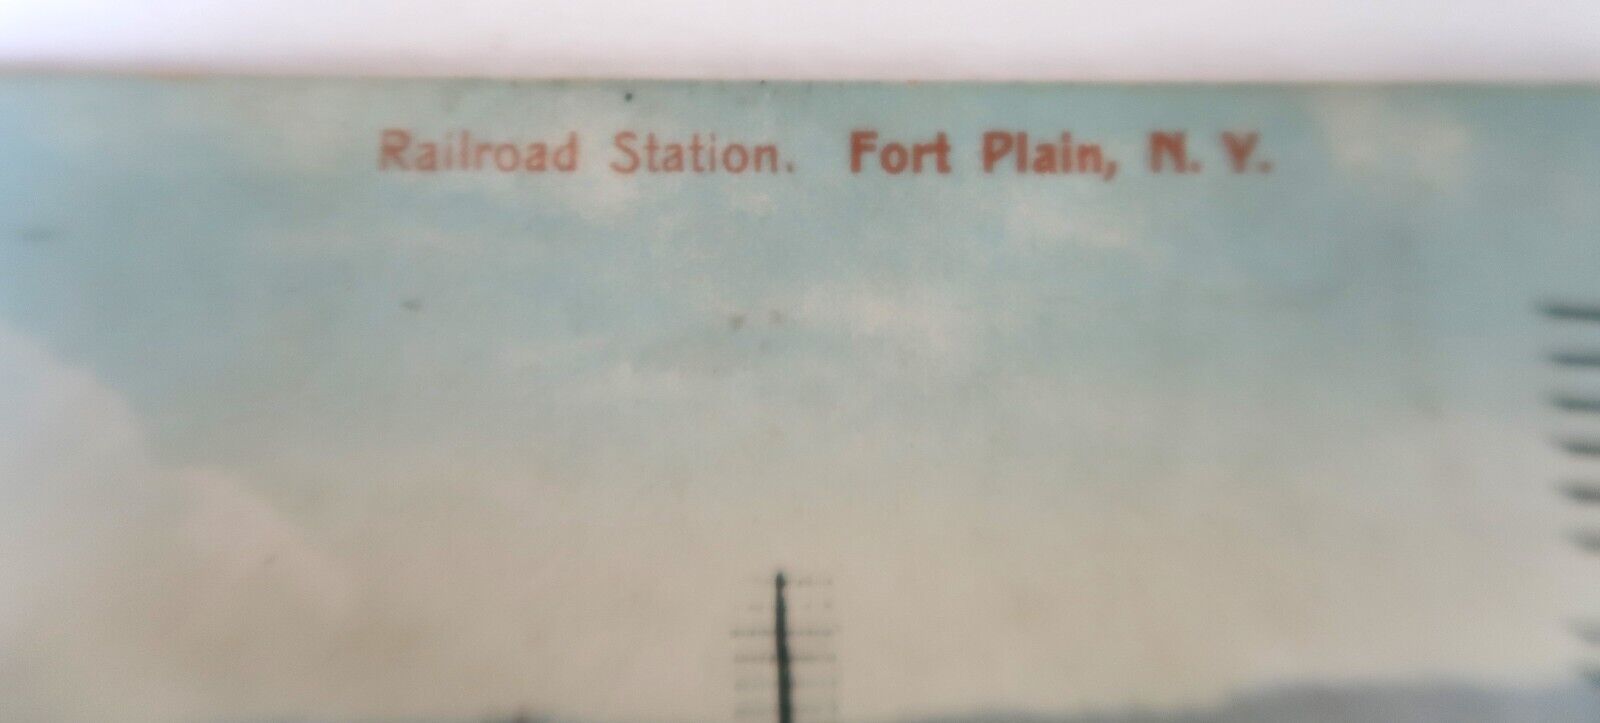 Railroad Station. Fort Plain, N. Y.